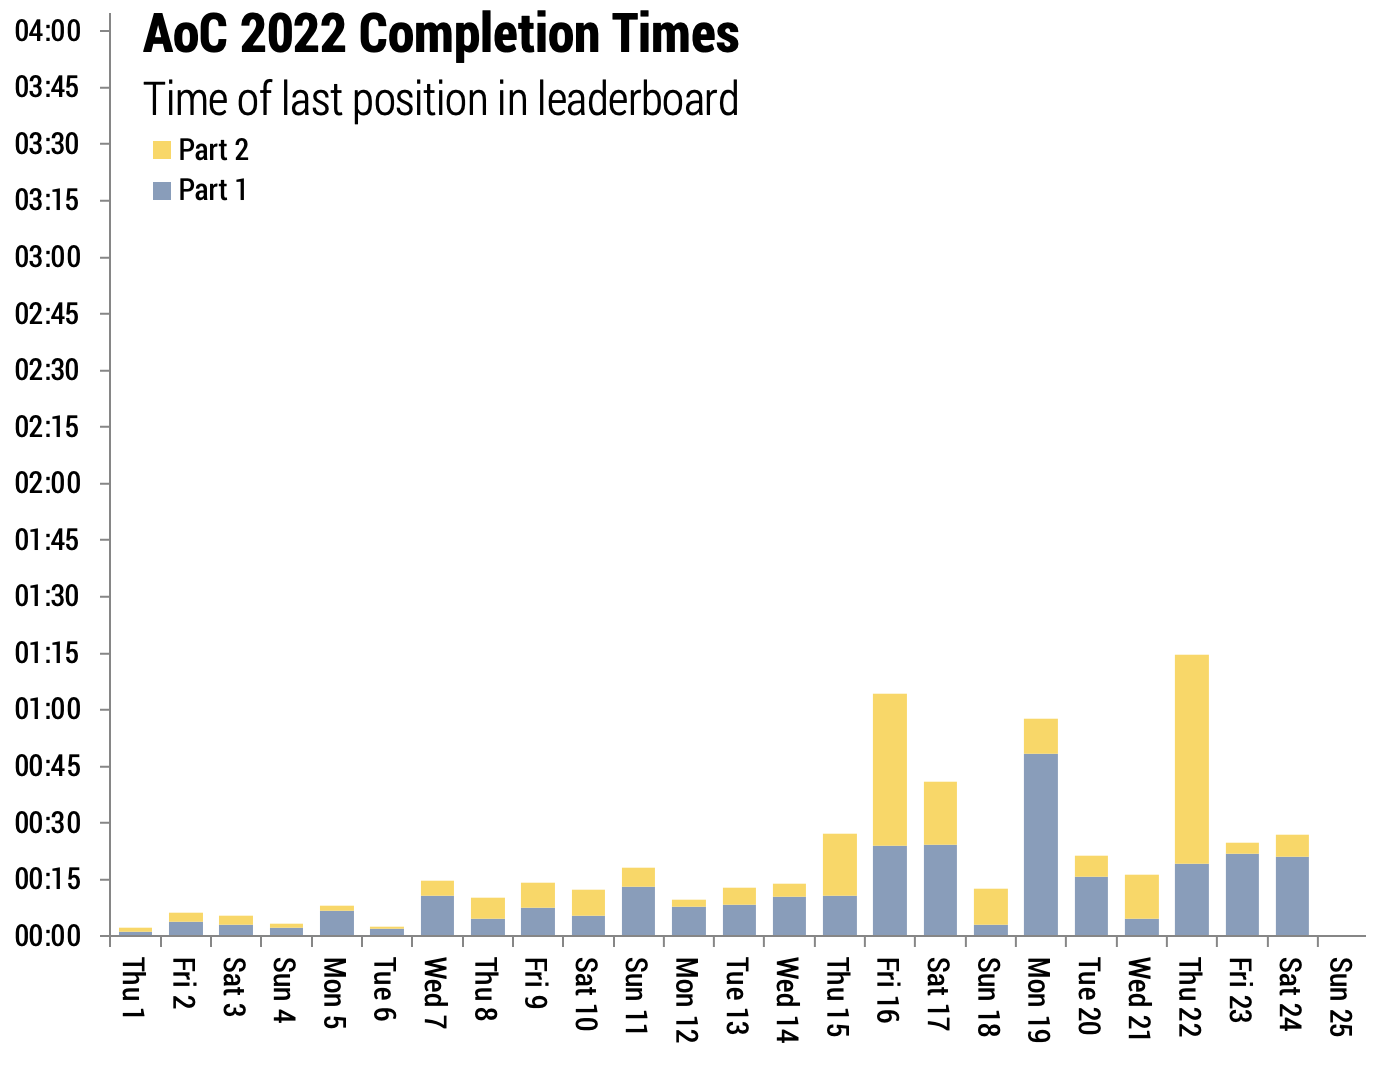 AoC 2022 Completion Times
Time of last position in leaderboard
Part 2
Part 1
04:00
03:45
03:30
03:15
03:00
02:45
02:30
02:15
02:00
01:45
01:30
01:15
01:00
00:45
00:30
00:15
00:00
Thu 1
Fri 2
Sat 3
Sun 4
Mon 5
Tue 6
Wed 7
Thu 8
Fri 9
Sat 10
Sun 11
Mon 12
Tue 13
Wed 14
Thu 15
Fri 16
Sat 17
Sun 18
Mon 19
Tue 20
Wed 21
Thu 22
Fri 23
Sat 24
Sun 25